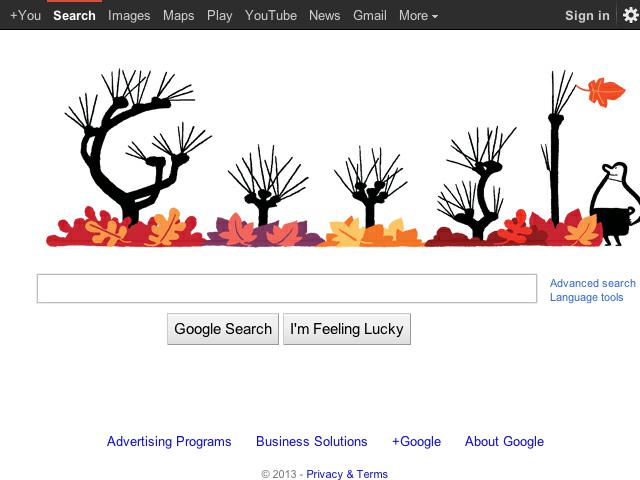 +You Search Images Maps Play YouTube News Gmail More Sign in
Advanced search
Language tools
Google Search I'm Feeling Lucky
Advertising Programs Business Solutions +Google About Google
© 2013 - Privacy & Terms